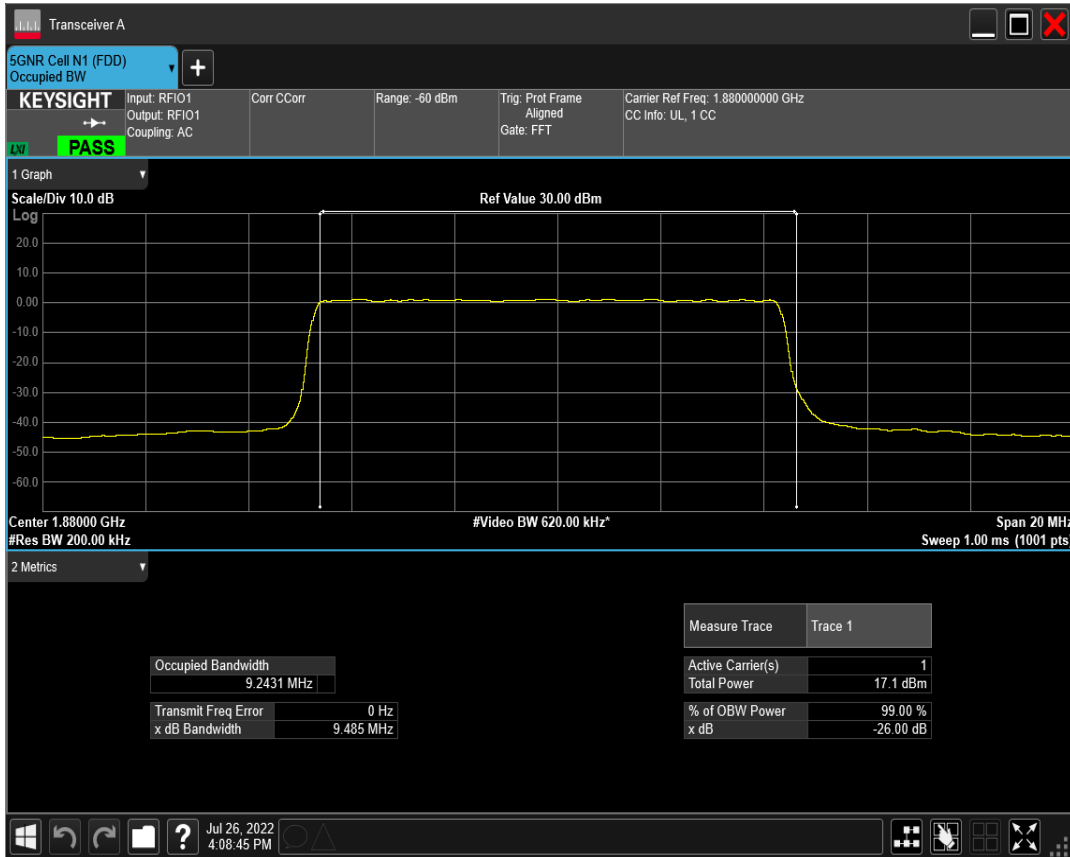 Transceiver A
5GNR Cell N1 (FDD)
Occupied BW
+
KEYSIGHT
LXI
PASS
Input: RFIO1
Output: RFIO1
Coupling: AC
Corr CCorr
Range: -60 dBm
Trig: Prot Frame
Aligned
Gate: FFT
Carrier Ref Freq: 1.880000000 GHz
CC Info: UL, 1 CC
1 Graph
Scale/Div 10.0 dB
Ref Value 30.00 dBm
Log
20.0
10.0
0.00
-10.0
-20.0
-30.0
-40.0
-50.0
-60.0
Center 1.88000 GHz
#Video BW 620.00 kHz*
Span 20 MHz
#Res BW 200.00 kHz
Sweep 1.00 ms (1001 pts)
2 Metrics
Measure Trace Trace 1
Occupied Bandwidth
9.2431 MHz
Active Carrier(s) 1
Total Power 17.1 dBm
Transmit Freq Error 0 Hz
x dB Bandwidth 9.485 MHz
% of OBW Power 99.00 %
x dB -26.00 dB
?
Jul 26, 2022
4:08:45 PM